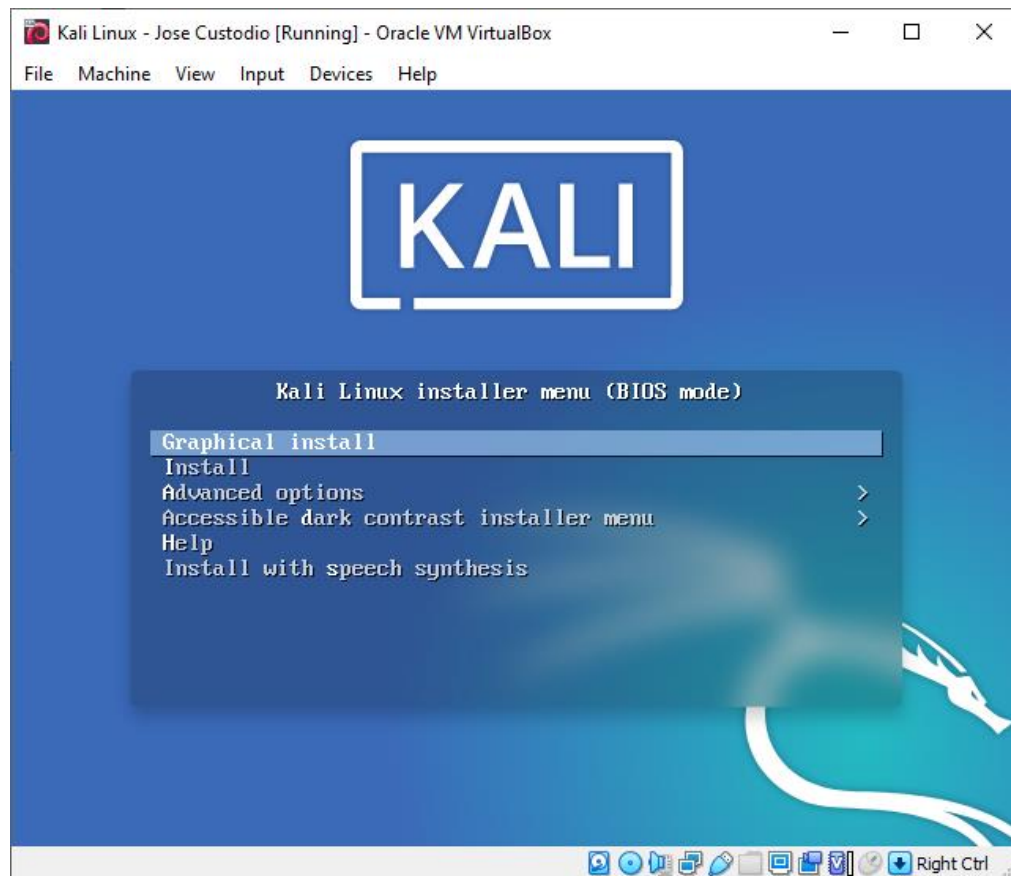 Kali Linux - Jose Custodio [Running] - Oracle VM VirtualBox
File Machine View Input Devices Help
KALI
Kali Linux installer menu (BIOS mode)
Graphical install
Install
Advanced options >
Accessible dark contrast installer menu >
Help
Install with speech synthesis
Right Ctrl